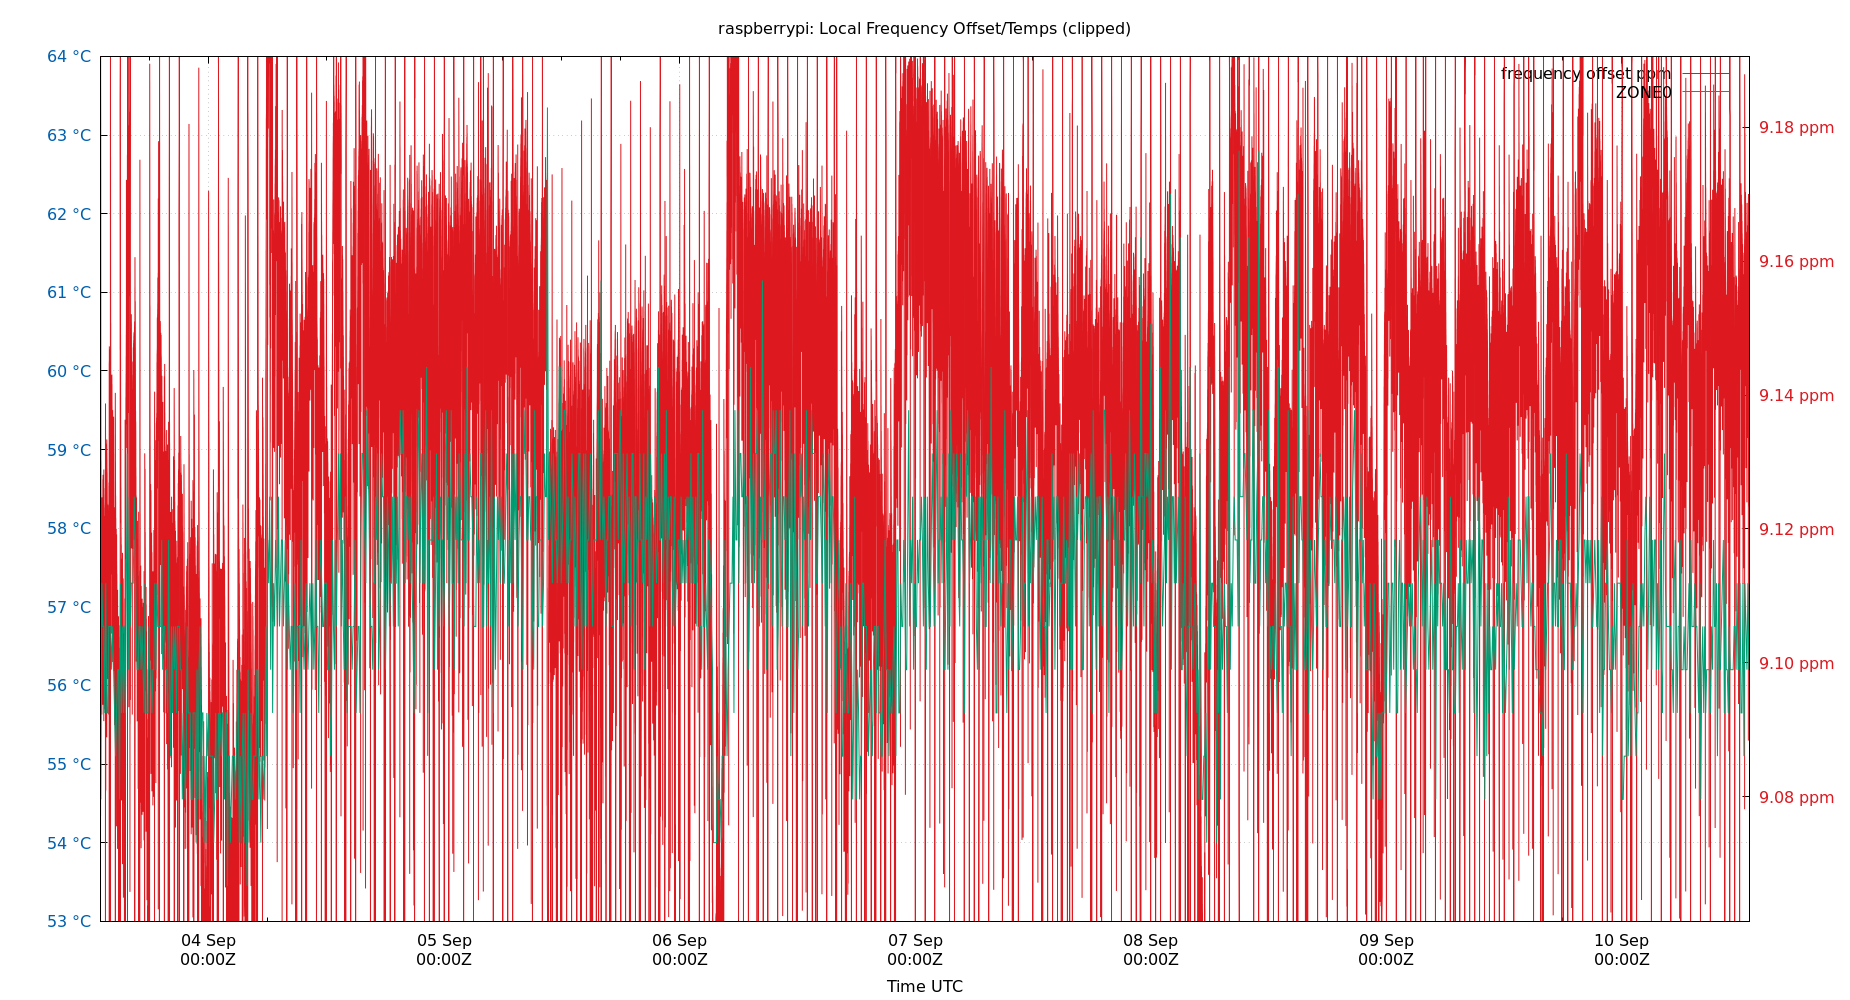 raspberrypi: Local Frequency Offset/Temps (clipped)
64 °C
63 °C
62 °C
61 °C
60 °C
59 °C
58 °C
57 °C
56 °C
55 °C
54 °C
53 °C
frequency offset ppm
ZONE0
9.18 ppm
9.16 ppm
9.14 ppm
9.12 ppm
9.10 ppm
9.08 ppm
04 Sep
00:00Z
05 Sep
00:00Z
06 Sep
00:00Z
07 Sep
00:00Z
08 Sep
00:00Z
09 Sep
00:00Z
10 Sep
00:00Z
Time UTC